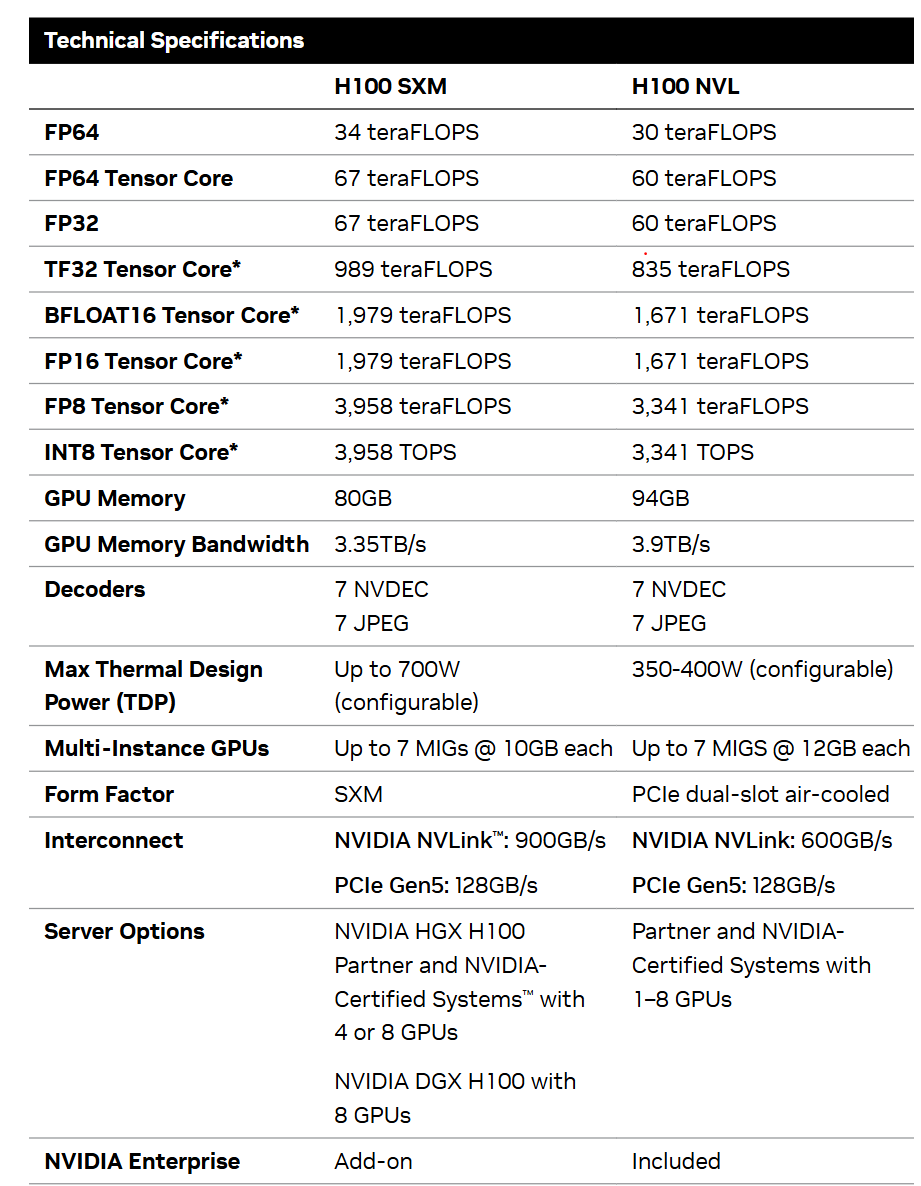 Technical Specifications
H100 SXM H100 NVL
FP64 34 teraFLOPS 30 teraFLOPS
FP64 Tensor Core 67 teraFLOPS 60 teraFLOPS
FP32 67 teraFLOPS 60 teraFLOPS
TF32 Tensor Core* 989 teraFLOPS 835 teraFLOPS
BFLOAT16 Tensor Core* 1,979 teraFLOPS 1,671 teraFLOPS
FP16 Tensor Core* 1,979 teraFLOPS 1,671 teraFLOPS
FP8 Tensor Core* 3,958 teraFLOPS 3,341 teraFLOPS
INT8 Tensor Core* 3,958 TOPS 3,341 TOPS
GPU Memory 80GB 94GB
GPU Memory Bandwidth 3.35TB/s 3.9TB/s
Decoders 7 NVDEC 7 NVDEC
7 JPEG 7 JPEG
Max Thermal Design Up to 700W 350-400W (configurable)
Power (TDP) (configurable)
Multi-Instance GPUs Up to 7 MIGs @ 10GB each Up to 7 MIGS @ 12GB each
Form Factor SXM PCIe dual-slot air-cooled
Interconnect NVIDIA NVLink™: 900GB/s NVIDIA NVLink: 600GB/s
PCIe Gen5: 128GB/s PCIe Gen5: 128GB/s
Server Options NVIDIA HGX H100 Partner and NVIDIA-
Partner and NVIDIA- Certified Systems with
Certified Systems™ with 1–8 GPUs
4 or 8 GPUs
NVIDIA DGX H100 with
8 GPUs
NVIDIA Enterprise Add-on Included